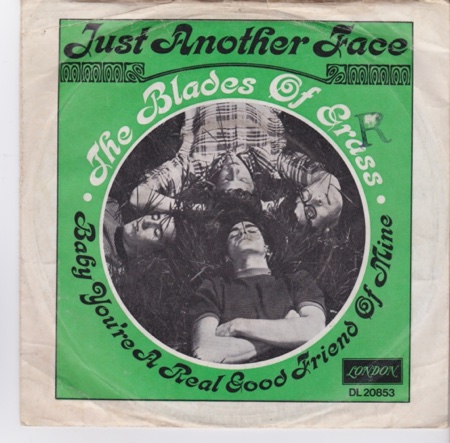 Just Another Face
The Blades Of Grass
R
Baby You're A Real Good Friend Of Mine
LONDON
DL 20853